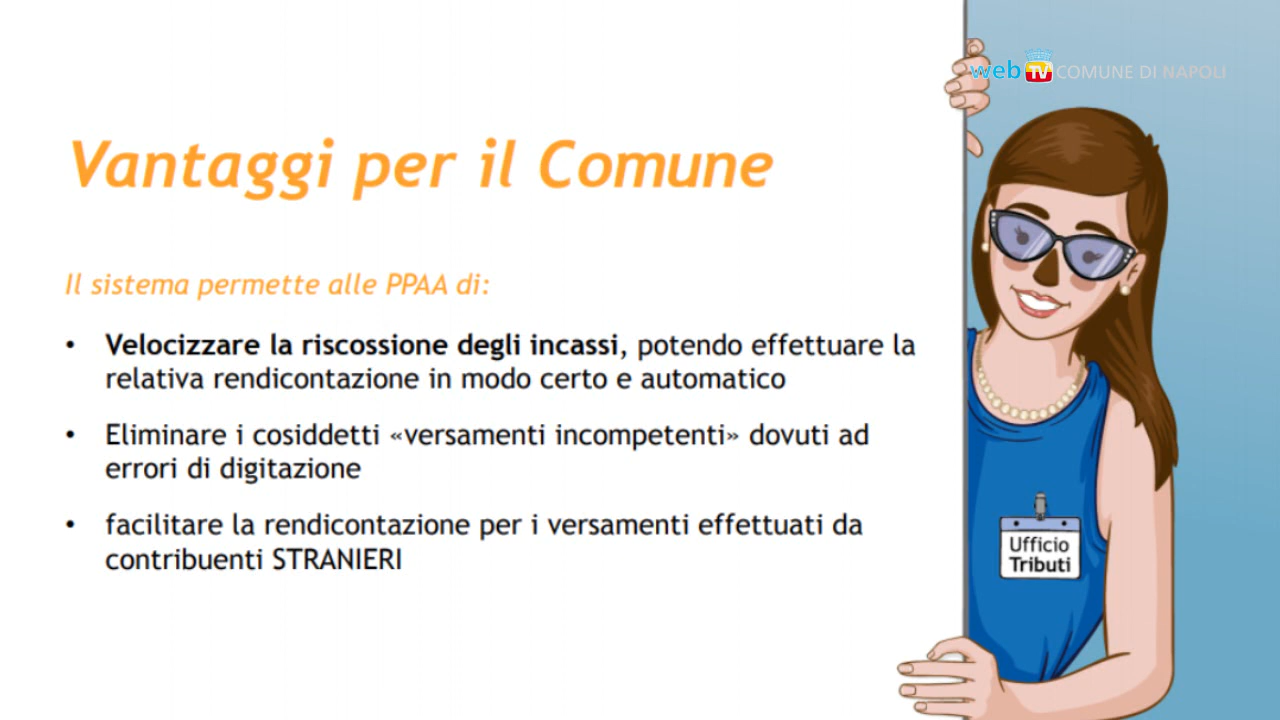 web TV COMUNE DI NAPOLI
Vantaggi per il Comune
Il sistema permette alle PPAA di:
• Velocizzare la riscossione degli incassi, potendo effettuare la
relativa rendicontazione in modo certo e automatico
• Eliminare i cosiddetti «versamenti incompetenti» dovuti ad
errori di digitazione
• facilitare la rendicontazione per i versamenti effettuati da
contribuenti STRANIERI
Ufficio
Tributi